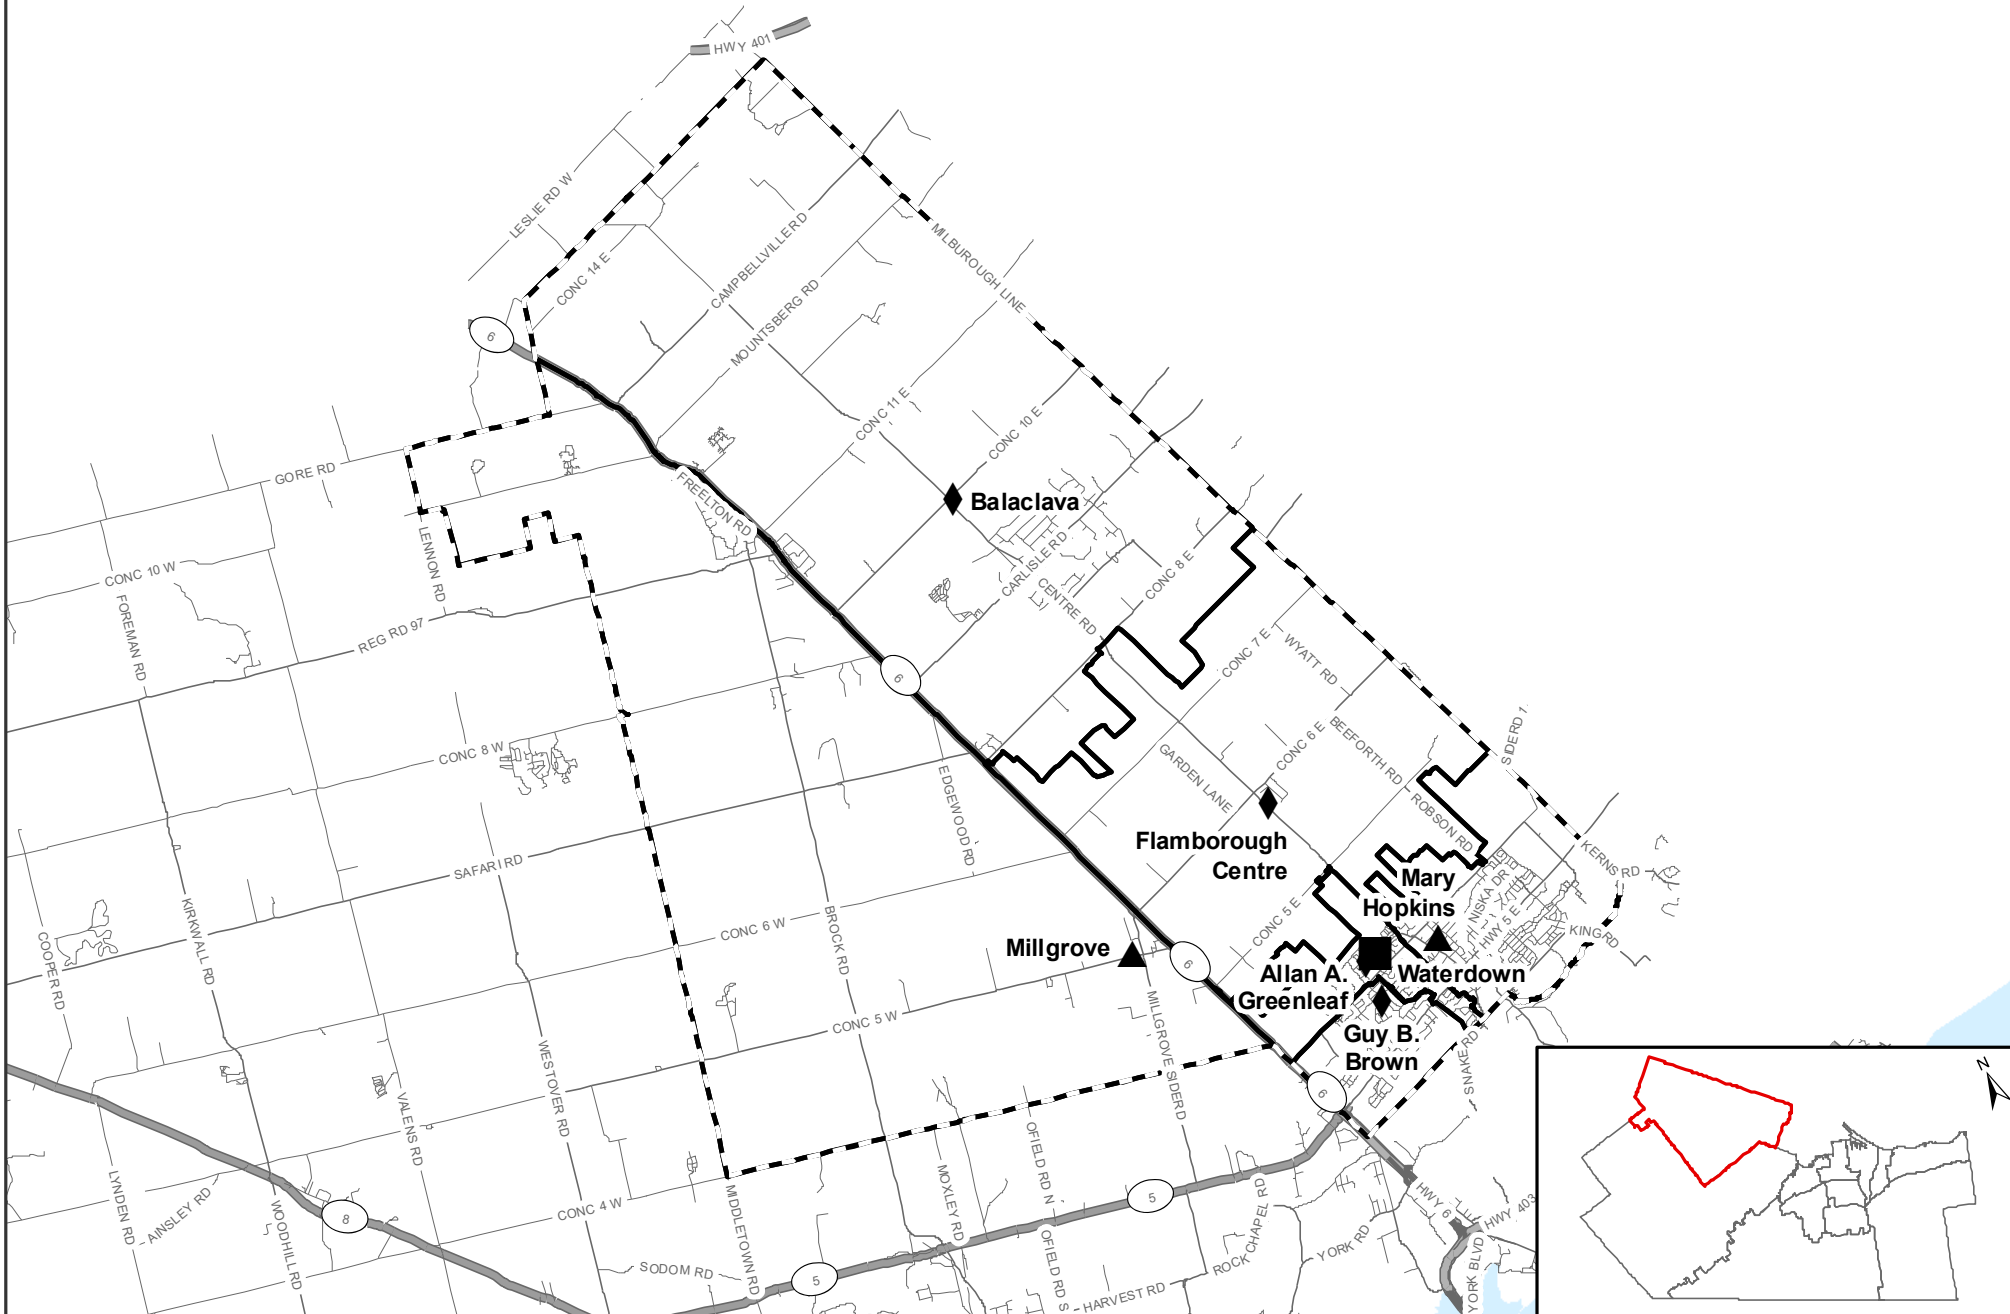 HWY 401
LESLIE RD W
CONC 14 E
CAMPBELLVILLE RD
MOUNTSBERG RD
MILBOROUGH LINE
6
CONC 11 E
CONC 10 E
GORE RD
FREELTON RD
Balaclava
LENNON RD
CARLISLE RD
CENTRE RD
CONC 8 E
CONC 10 W
FOREMAN RD
REG RD 97
CONC 7 E
WYATT RD
6
CONC 8 W
EDGEWOOD RD
GARDEN LANE
CONC 6 E
BEEFORTH RD
SIDERD 1
ROBSON RD
Flamborough
Centre
KERNS RD
SAFARI RD
Mary
Hopkins
NISKA DR
HWY 5 E
KING RD
KIRKWALL RD
BROCK RD
CONC 6 W
CONC 5 E
COOPER RD
Millgrove
6
Allan A.
Greenleaf
Waterdown
CONC 5 W
MILLGROVE SIDERD
Guy B.
Brown
SNAKE RD
WESTOVER RD
VALENS RD
6
N
LYNDEN RD
AINSLEY RD
WOODHILL RD
8
CONC 4 W
MIDDLETOWN RD
MOXLEY RD
OFIELD RD N
5
ROCK CHAPEL RD
YORK RD
HWY 6
HWY 403
SODOM RD
5
OFIELD RD S
HARVEST RD
YORK BLVD